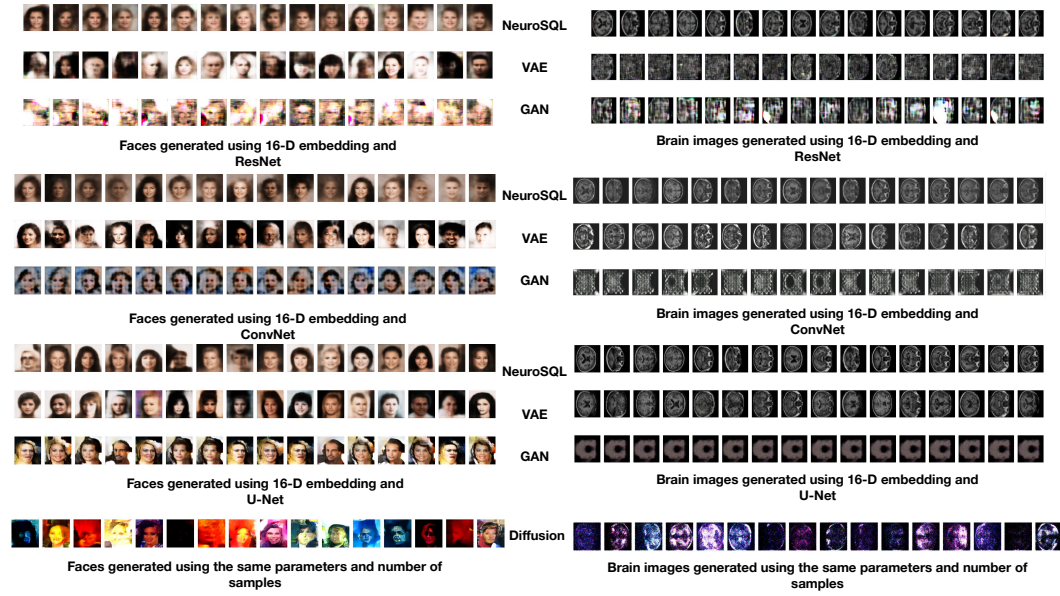 NeuroSQL
VAE
GAN
Faces generated using 16-D embedding and
ResNet
Brain images generated using 16-D embedding and
ResNet
NeuroSQL
VAE
GAN
Faces generated using 16-D embedding and
ConvNet
Brain images generated using 16-D embedding and
ConvNet
NeuroSQL
VAE
GAN
Faces generated using 16-D embedding and
U-Net
Brain images generated using 16-D embedding and
U-Net
Diffusion
Faces generated using the same parameters and number of
samples
Brain images generated using the same parameters and number of
samples